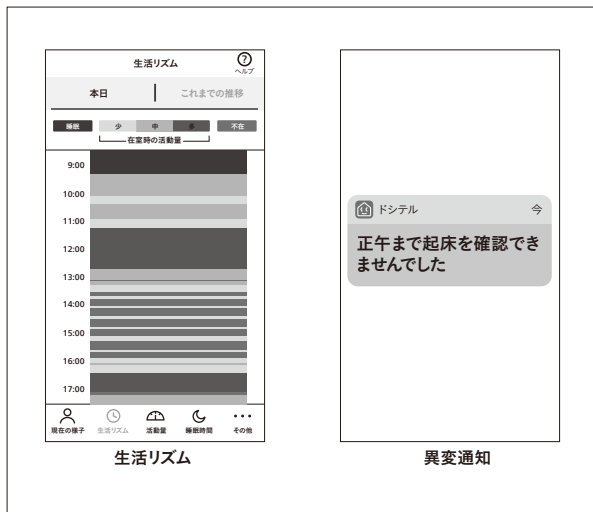 生活リズム
?
ヘルプ
本日
これまでの推移
睡眠 少 中 多 不在
在室時の活動量
9:00
10:00
11:00
12:00
13:00
14:00
15:00
16:00
17:00
現在の様子 生活リズム 活動量 睡眠時間 その他
生活リズム
ドシテル 今
正午まで起床を確認でき
ませんでした
異変通知